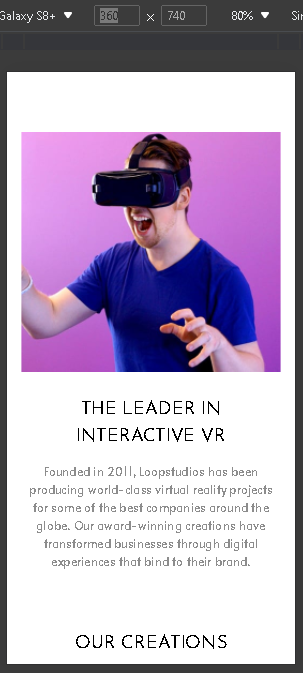 Galaxy S8+ ▼ 360 × 740 80% ▼
THE LEADER IN
INTERACTIVE VR
Founded in 2011, Loopstudios has been
producing world-class virtual reality projects
for some of the best companies around the
globe. Our award-winning creations have
transformed businesses through digital
experiences that bind to their brand.
OUR CREATIONS